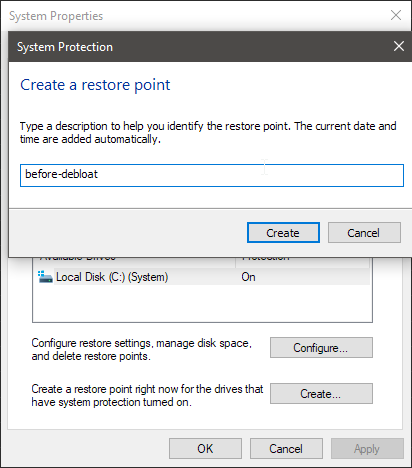 System Properties
System Protection
Create a restore point
Type a description to help you identify the restore point. The current date and
time are added automatically.
before-debloat
Create
Cancel
Available Drives Protection
Local Disk (C:) (System) On
Configure restore settings, manage disk space,
and delete restore points.
Configure...
Create a restore point right now for the drives that
have system protection turned on.
Create...
OK
Cancel
Apply